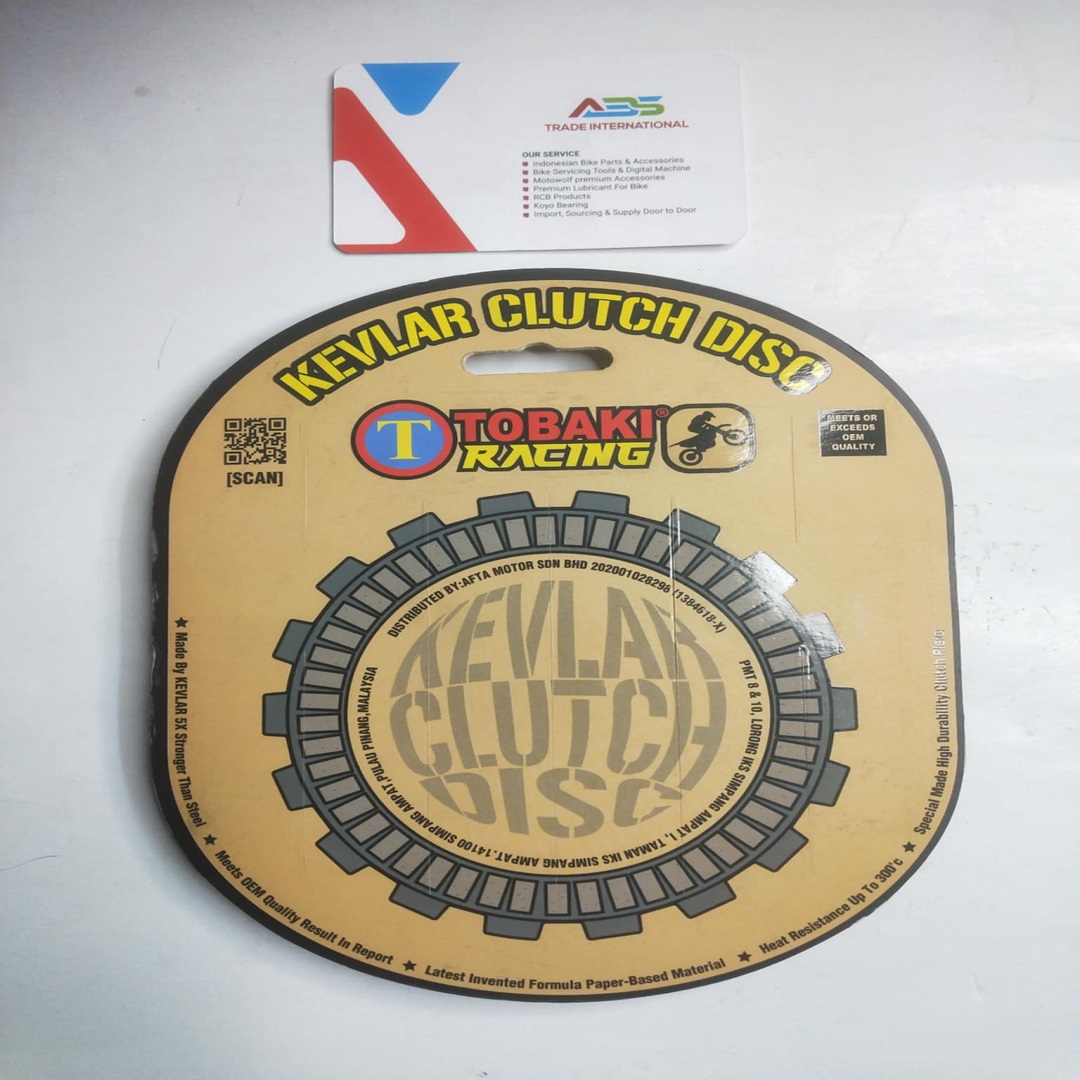 ABS
TRADE INTERNATIONAL
OUR SERVICE
Indonesian Bike Parts & Accessories
Bike Servicing Tools & Digital Machine
Motowolf premium Accessories
Premium Lubricant For Bike
RCB Products
Koyo Bearing
Import, Sourcing & Supply Door to Door
KEVLAR CLUTCH DISC
T TOBAKI®
RACING
[SCAN]
MEETS OR
EXCEEDS
OEM
QUALITY
DISTRIBUTED BY:AFTA MOTOR SDN BHD 202001028298 (1384618-X)
PMT 8 & 10, LORONG IKS SIMPANG AMPAT 1, TAMAN IKS SIMPANG AMPAT.14100 SIMPANG AMPAT,PULAU PINANG,MALAYSIA
KEVLAR
CLUTCH
DISC
★ Made By KEVLAR 5X Stronger Than Steel ★ Meets OEM Quality Result In Report ★ Latest Invented Formula Paper-Based Material ★ Heat Resistance Up To 300'c ★ Special Made High Durability Clutch Plate